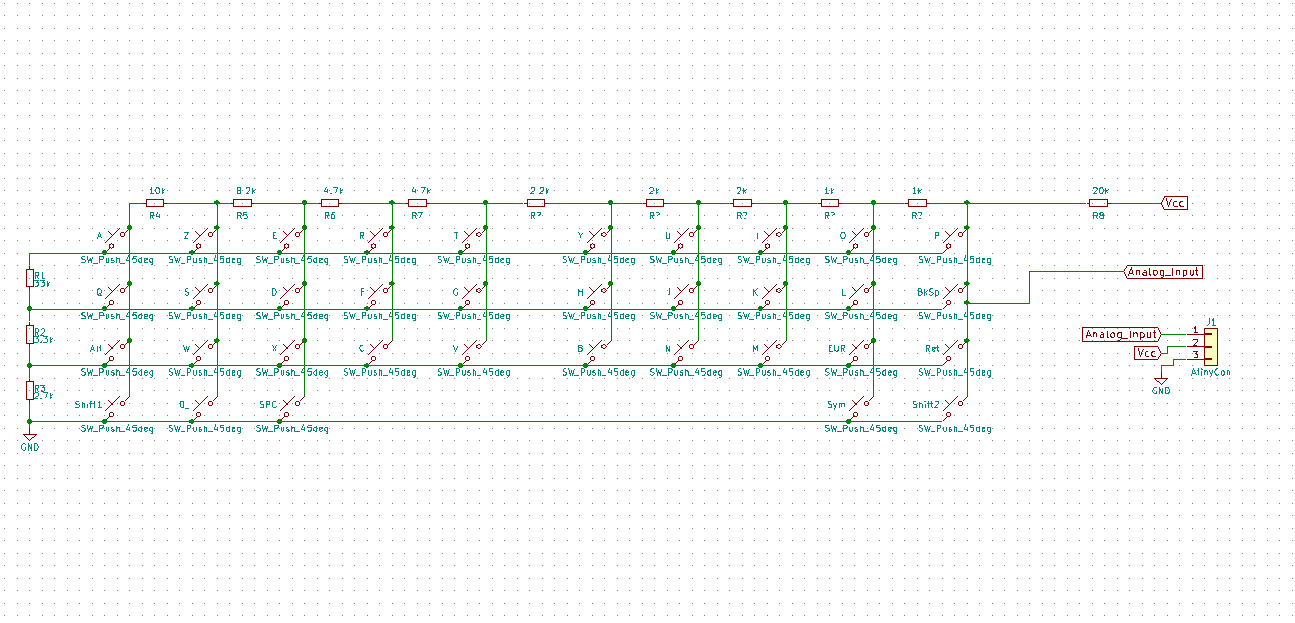 10k 8.2k 4.7k 4.7k 2.2k 2k 2k 1k 1k 20k
R4 R5 R6 R7 R? R? R? R? R? R8
Vcc
A Z E R T Y U I O P
SW_Push_45deg SW_Push_45deg SW_Push_45deg SW_Push_45deg SW_Push_45deg SW_Push_45deg SW_Push_45deg SW_Push_45deg SW_Push_45deg SW_Push_45deg
R1
33k
Analog_Input
Q S D F G H J K L BkSp
SW_Push_45deg SW_Push_45deg SW_Push_45deg SW_Push_45deg SW_Push_45deg SW_Push_45deg SW_Push_45deg SW_Push_45deg SW_Push_45deg SW_Push_45deg
R2
3.3k
J1
Analog_Input 1
Vcc 2
3
AtinyCon
GND
Alt W X C V B N M EUR Ret
SW_Push_45deg SW_Push_45deg SW_Push_45deg SW_Push_45deg SW_Push_45deg SW_Push_45deg SW_Push_45deg SW_Push_45deg SW_Push_45deg SW_Push_45deg
R3
2.7k
Shift1 0_ SPC Sym Shift2
SW_Push_45deg SW_Push_45deg SW_Push_45deg SW_Push_45deg SW_Push_45deg
GND